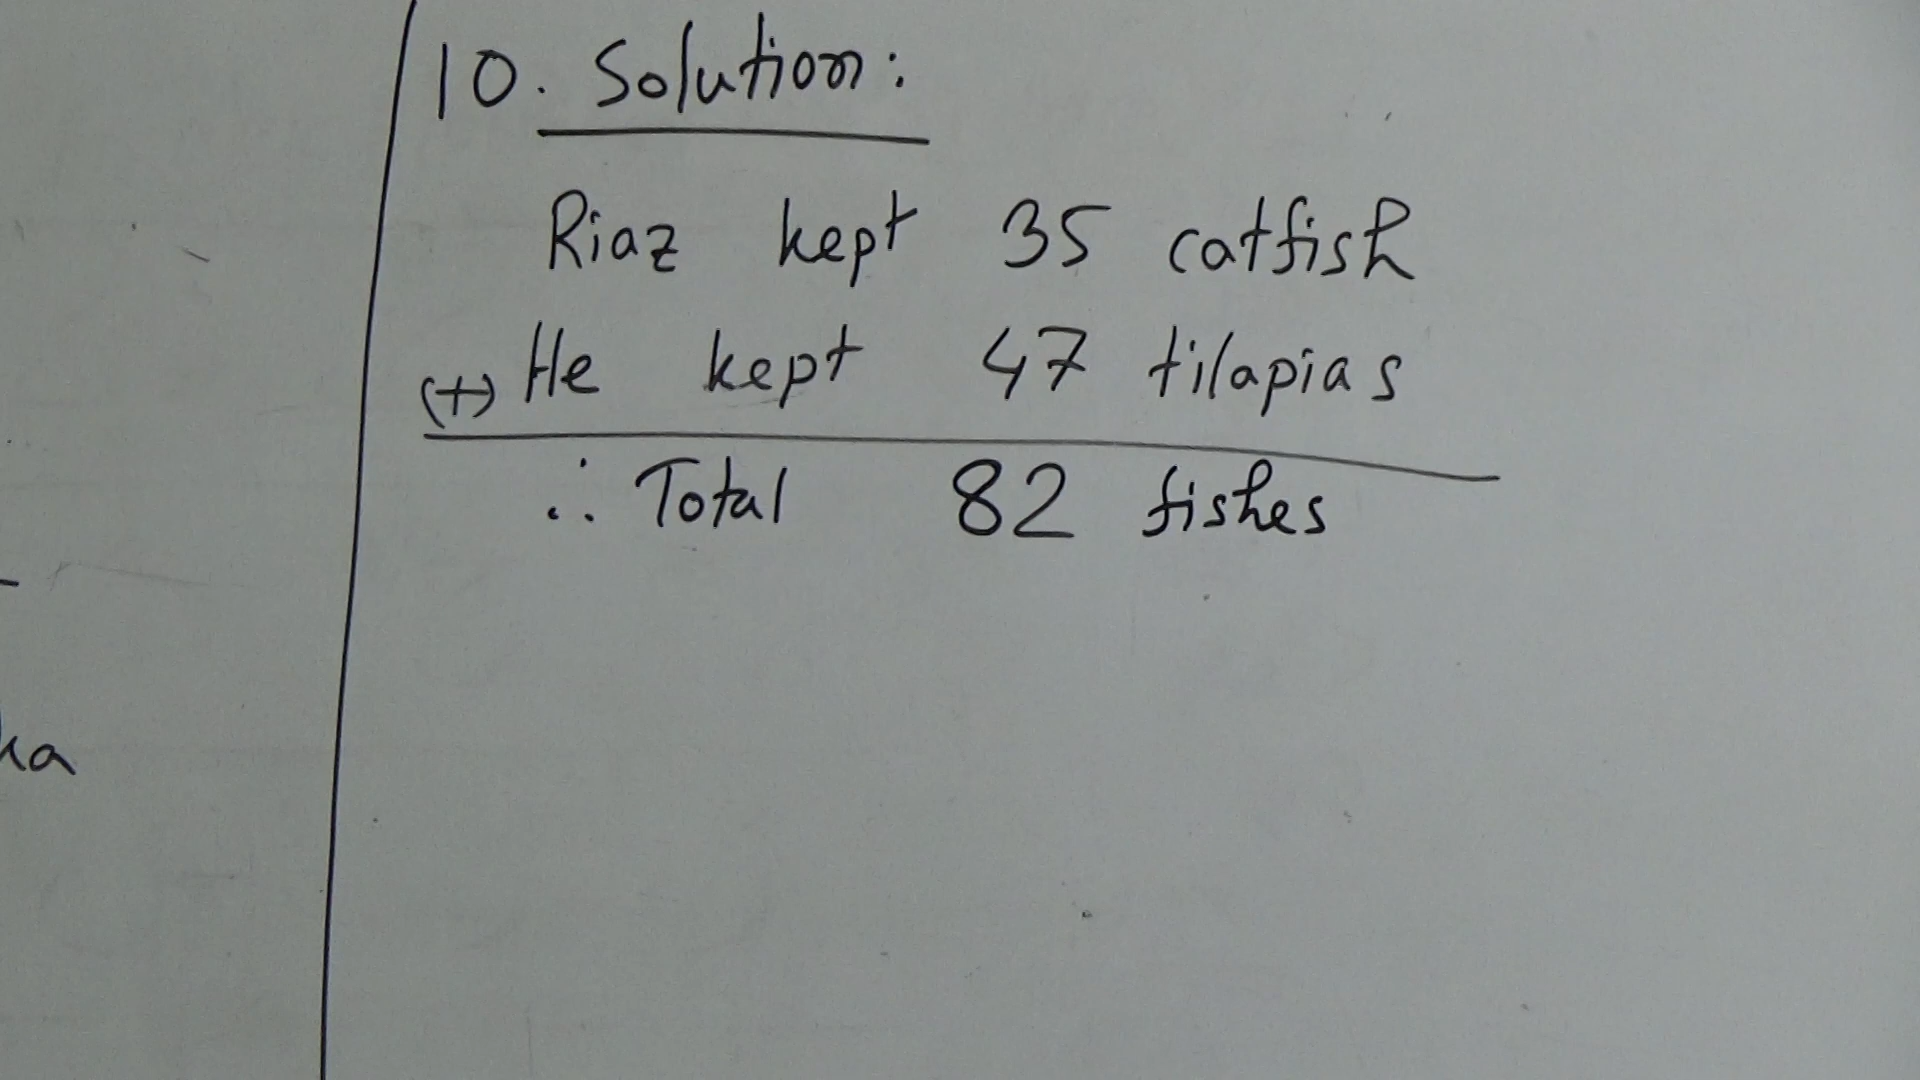 10. Solution:
Riaz kept 35 catfish
(+) He kept 47 tilapias
∴ Total 82 fishes